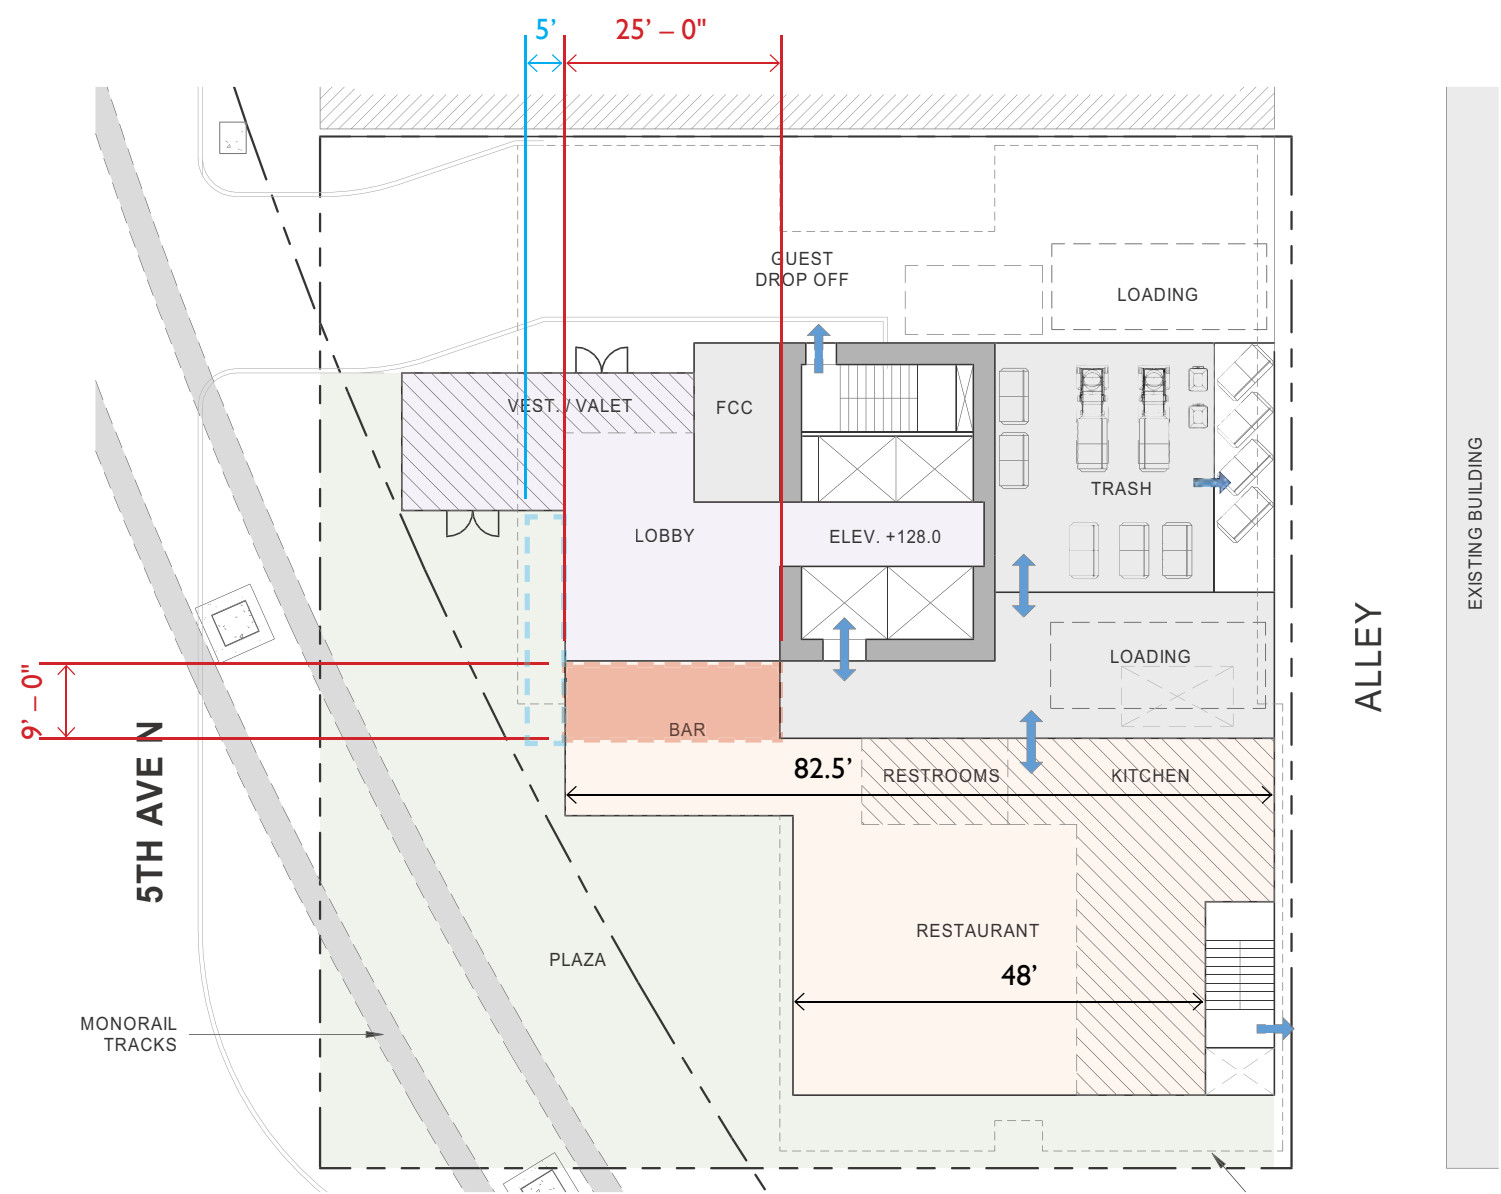 5’
25’ – 0"
GUEST
DROP OFF
LOADING
VEST. / VALET
FCC
TRASH
LOBBY
ELEV. +128.0
EXISTING BUILDING
LOADING
ALLEY
9’ – 0"
BAR
5TH AVE N
82.5’
RESTROOMS
KITCHEN
RESTAURANT
PLAZA
48’
MONORAIL
TRACKS